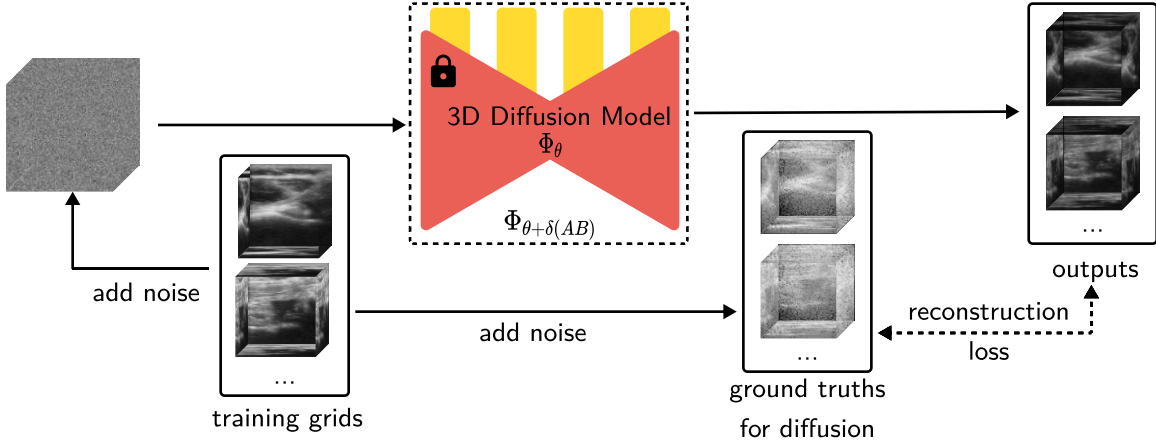 3D Diffusion Model
Φ_θ
Φ_{θ+δ(AB)}
add noise
...
training grids
add noise
...
ground truths
for diffusion
...
outputs
reconstruction
loss